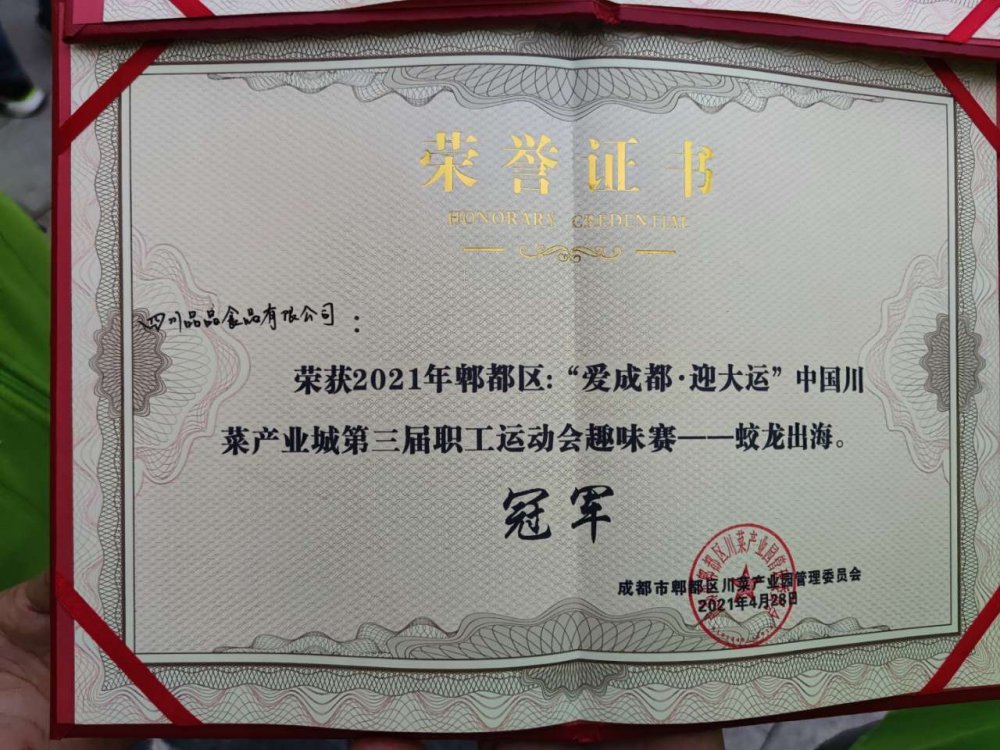 荣誉证书
HONORARY CREDENTIAL
四川品品食品有限公司：
荣获2021年郫都区：“爱成都·迎大运”中国川
菜产业城第三届职工运动会趣味赛——蛟龙出海。
冠军
成都市郫都区川菜产业园管理委员会
2021年4月28日